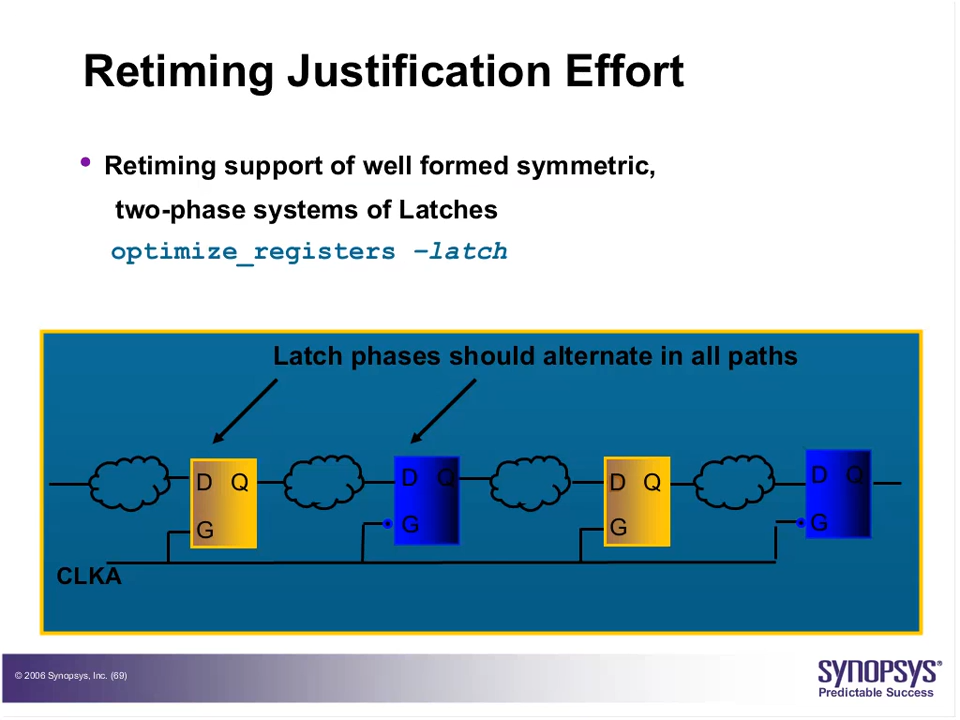 Retiming Justification Effort
• Retiming support of well formed symmetric,
two-phase systems of Latches
optimize_registers –latch
Latch phases should alternate in all paths
D Q
G
D Q
G
D Q
G
D Q
G
CLKA
© 2006 Synopsys, Inc. (69)
SYNOPSYS®
Predictable Success